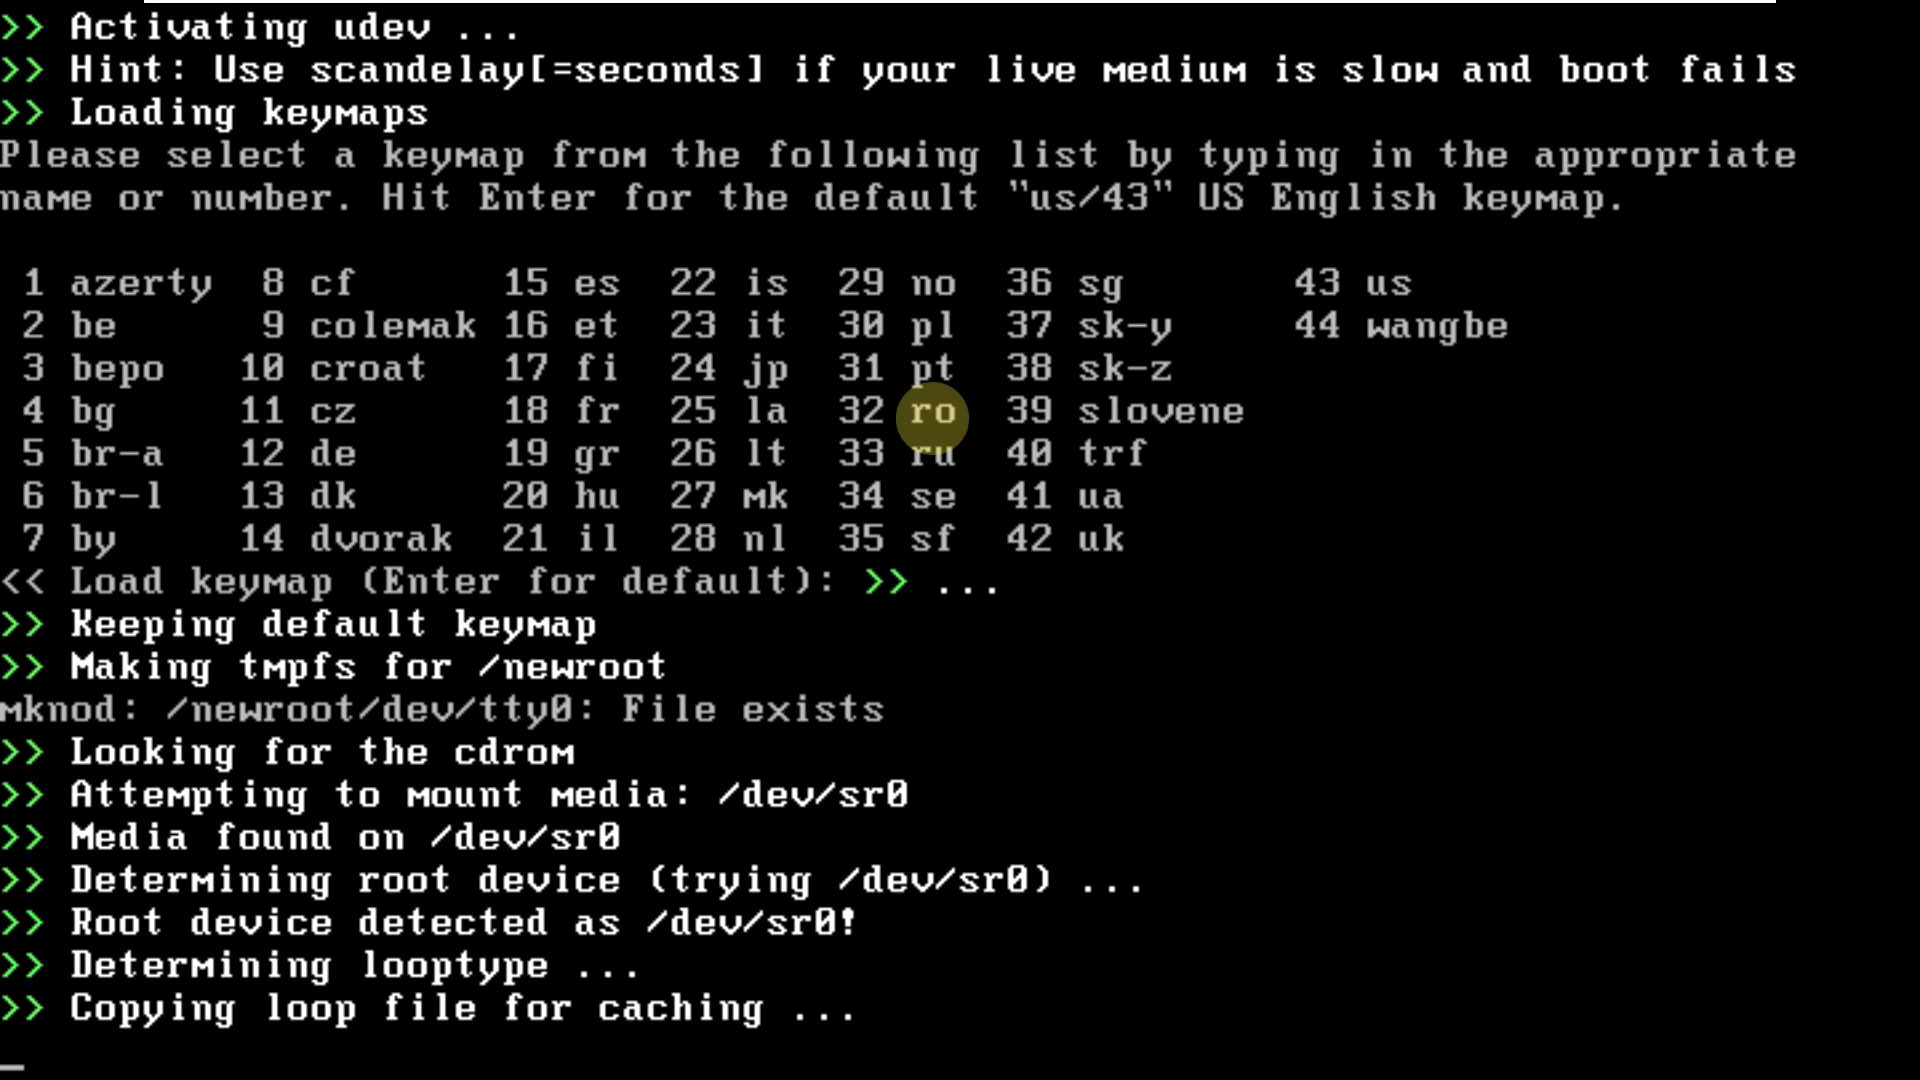 >> Activating udev ...
>> Hint: Use scandelay[=seconds] if your live medium is slow and boot fails
>> Loading keymaps
Please select a keymap from the following list by typing in the appropriate
name or number. Hit Enter for the default "us/43" US English keymap.
1 azerty 8 cf 15 es 22 is 29 no 36 sg 43 us
2 be 9 colemak 16 et 23 it 30 pl 37 sk-y 44 wangbe
3 bepo 10 croat 17 fi 24 jp 31 pt 38 sk-z
4 bg 11 cz 18 fr 25 la 32 ro 39 slovene
5 br-a 12 de 19 gr 26 lt 33 ru 40 trf
6 br-l 13 dk 20 hu 27 mk 34 se 41 ua
7 by 14 dvorak 21 il 28 nl 35 sf 42 uk
<< Load keymap (Enter for default): >> ...
>> Keeping default keymap
>> Making tmpfs for /newroot
mknod: /newroot/dev/tty0: File exists
>> Looking for the cdrom
>> Attempting to mount media: /dev/sr0
>> Media found on /dev/sr0
>> Determining root device (trying /dev/sr0) ...
>> Root device detected as /dev/sr0!
>> Determining looptype ...
>> Copying loop file for caching ...